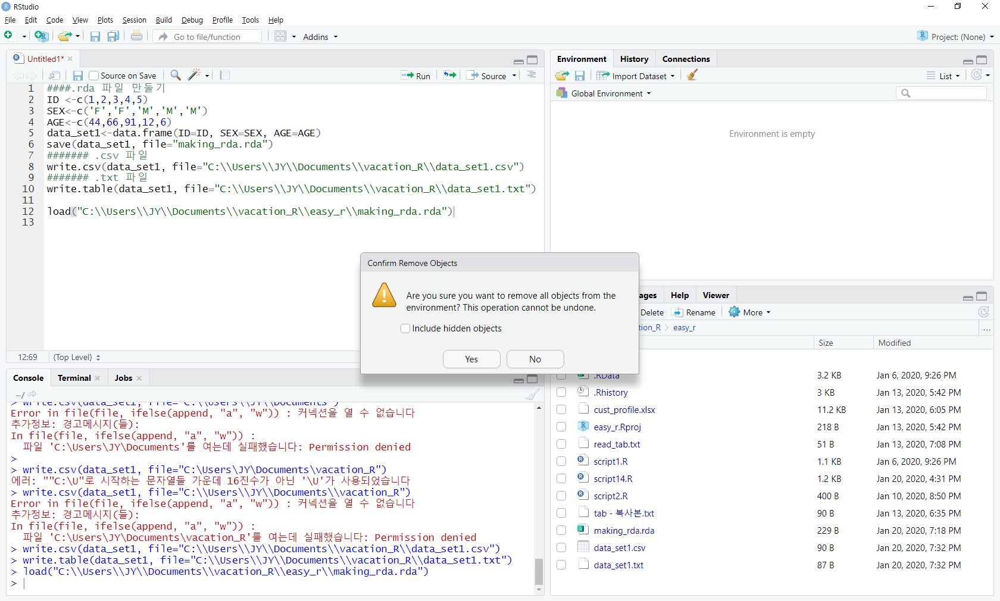 RStudio
File Edit Code View Plots Session Build Debug Profile Tools Help
Go to file/function Addins Project: (None)
Untitled1*
Source on Save Run Source
1 ####.rda 파일 만들기
2 ID <-c(1,2,3,4,5)
3 SEX<-c('F','F','M','M','M')
4 AGE<-c(44,66,91,12,6)
5 data_set1<-data.frame(ID=ID, SEX=SEX, AGE=AGE)
6 save(data_set1, file="making_rda.rda")
7 ####### .csv 파일
8 write.csv(data_set1, file="C:\\Users\\JY\\Documents\\vacation_R\\data_set1.csv")
9 ####### .txt 파일
10 write.table(data_set1, file="C:\\Users\\JY\\Documents\\vacation_R\\data_set1.txt")
11
12 load("C:\\Users\\JY\\Documents\\vacation_R\\easy_r\\making_rda.rda")
13
12:69 (Top Level)
Environment History Connections
Import Dataset List
Global Environment
Environment is empty
Confirm Remove Objects
Are you sure you want to remove all objects from the
environment? This operation cannot be undone.
Include hidden objects
Yes No
Console Terminal Jobs
~/
> write.csv(data_set1, file="C:\\Users\\JY\\Documents")
Error in file(file, ifelse(append, "a", "w")) : 커넥션을 열 수 없습니다
추가정보: 경고메시지(들):
In file(file, ifelse(append, "a", "w")) :
파일 'C:\Users\JY\Documents'를 여는데 실패했습니다: Permission denied
>
> write.csv(data_set1, file="C:\Users\JY\Documents\vacation_R")
에러: ""C:\U"로 시작하는 문자열들 가운데 16진수가 아닌 '\U'가 사용되었습니다
> write.csv(data_set1, file="C:\\Users\\JY\\Documents\\vacation_R")
Error in file(file, ifelse(append, "a", "w")) : 커넥션을 열 수 없습니다
추가정보: 경고메시지(들):
In file(file, ifelse(append, "a", "w")) :
파일 'C:\Users\JY\Documents\vacation_R'를 여는데 실패했습니다: Permission denied
> write.csv(data_set1, file="C:\\Users\\JY\\Documents\\vacation_R\\data_set1.csv")
> write.table(data_set1, file="C:\\Users\\JY\\Documents\\vacation_R\\data_set1.txt")
> load("C:\\Users\\JY\\Documents\\vacation_R\\easy_r\\making_rda.rda")
>
ages Help Viewer
Delete Rename More
tion_R easy_r ...
Size Modified
.RData 3.2 KB Jan 6, 2020, 9:26 PM
.Rhistory 3 KB Jan 13, 2020, 5:42 PM
cust_profile.xlsx 11.2 KB Jan 13, 2020, 6:05 PM
easy_r.Rproj 218 B Jan 13, 2020, 5:42 PM
read_tab.txt 51 B Jan 13, 2020, 7:08 PM
script1.R 1.1 KB Jan 6, 2020, 9:26 PM
script14.R 1.2 KB Jan 20, 2020, 4:31 PM
script2.R 400 B Jan 10, 2020, 8:50 PM
tab - 복사본.txt 90 B Jan 13, 2020, 6:35 PM
making_rda.rda 229 B Jan 20, 2020, 7:18 PM
data_set1.csv 90 B Jan 20, 2020, 7:32 PM
data_set1.txt 87 B Jan 20, 2020, 7:32 PM